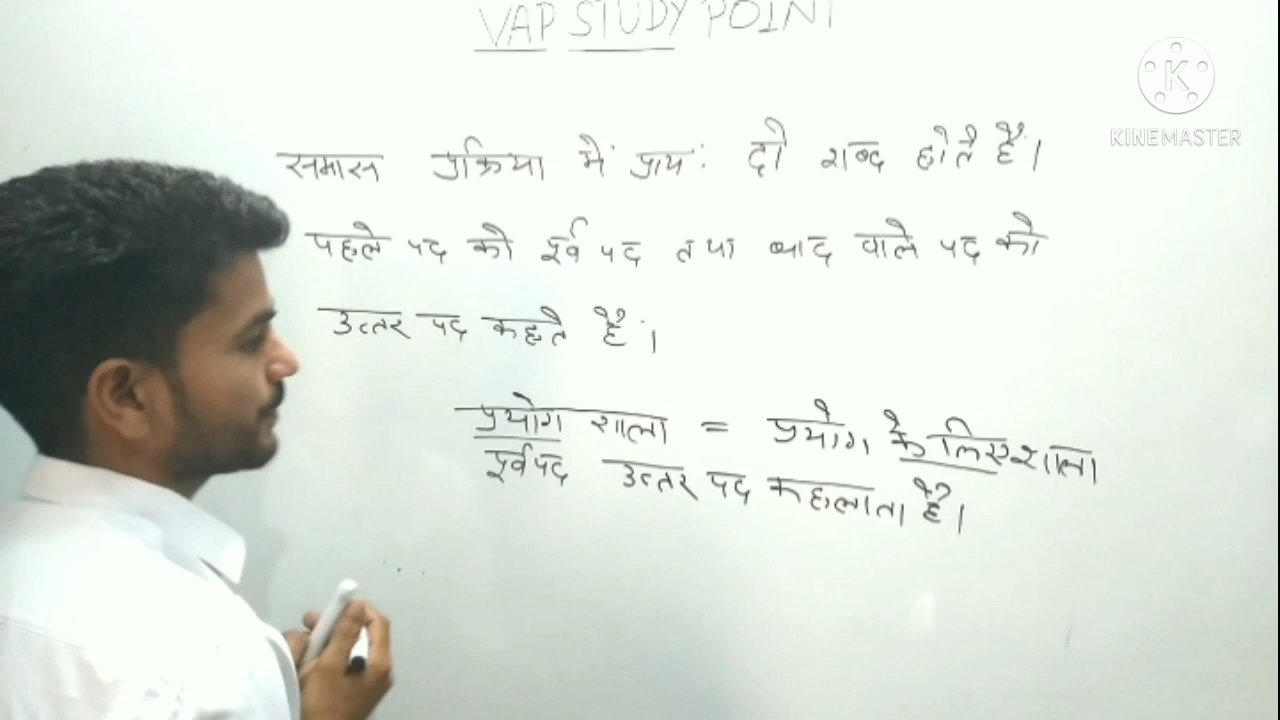 VAP STUDY POINT
KINEMASTER
समास प्रक्रिया में प्राय: दो शब्द होते हैं।
पहले पद को पूर्व पद तथा बाद वाले पद को
उत्तर पद कहते हैं।
प्रयोग शाला = प्रयोग के लिए शाला
पूर्वपद उत्तर पद कहलाता है।